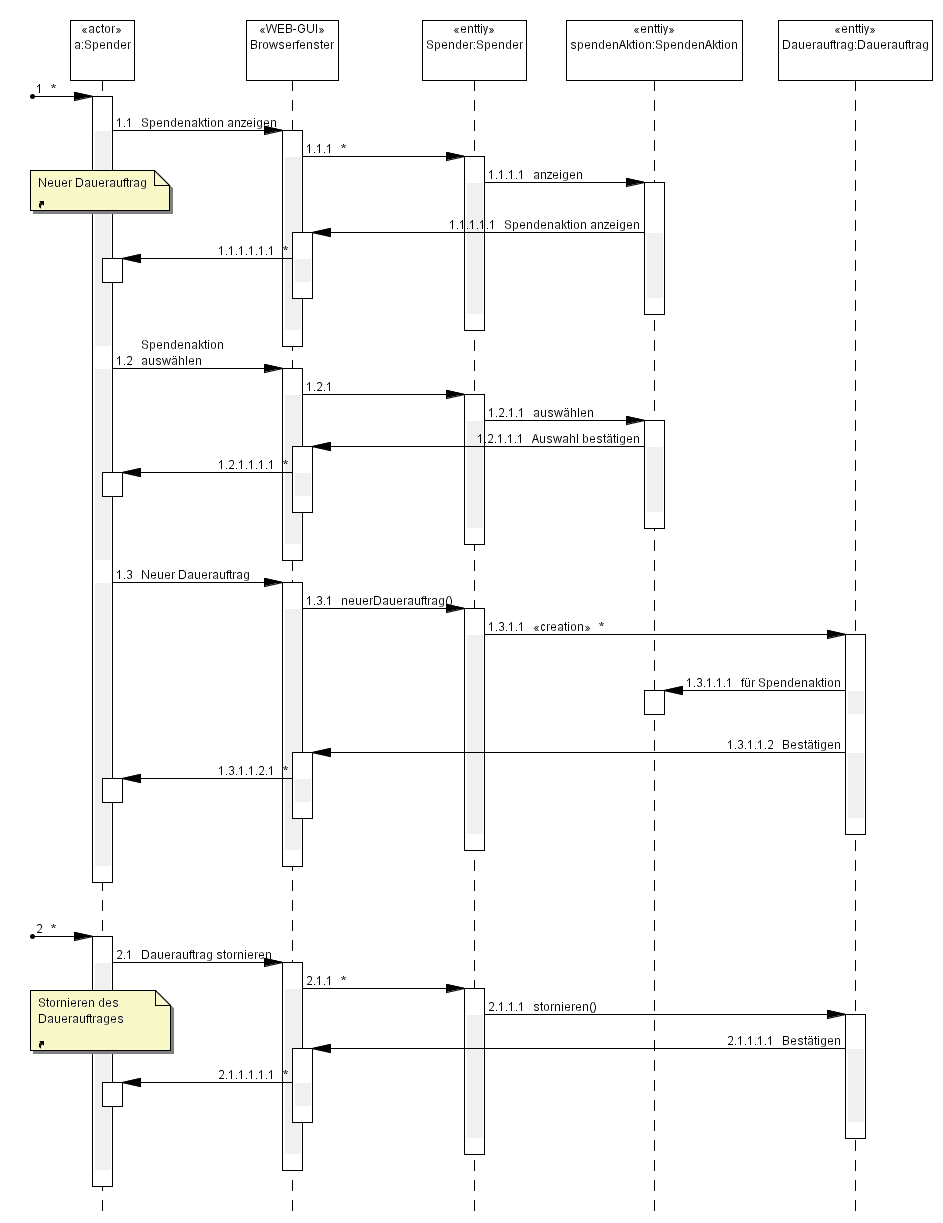 «actor»
a:Spender
«WEB-GUI»
Browserfenster
«enttiy»
Spender:Spender
«enttiy»
spendenAktion:SpendenAktion
«enttiy»
Dauerauftrag:Dauerauftrag
1 *
1.1 Spendenaktion anzeigen
1.1.1 *
1.1.1.1 anzeigen
Neuer Dauerauftrag
1.1.1.1.1 Spendenaktion anzeigen
1.1.1.1.1.1 *
Spendenaktion
1.2 auswählen
1.2.1
1.2.1.1 auswählen
1.2.1.1.1 Auswahl bestätigen
1.2.1.1.1.1 *
1.3 Neuer Dauerauftrag
1.3.1 neuerDauerauftrag()
1.3.1.1 «creation» *
1.3.1.1.1 für Spendenaktion
1.3.1.1.2 Bestätigen
1.3.1.1.2.1 *
2 *
2.1 Dauerauftrag stornieren
2.1.1 *
2.1.1.1 stornieren()
Stornieren des
Dauerauftrages
2.1.1.1.1 Bestätigen
2.1.1.1.1.1 *